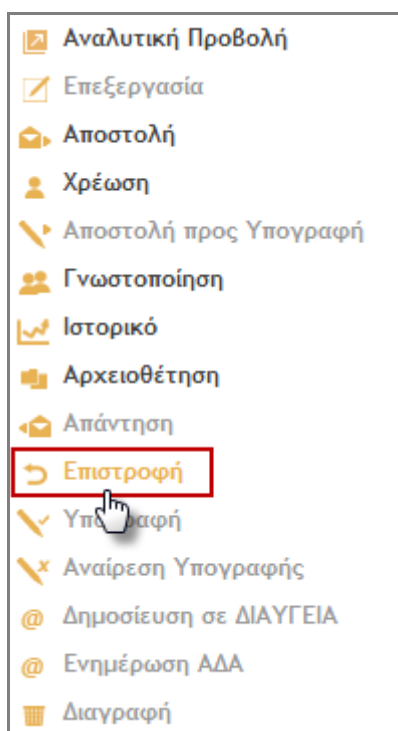 Αναλυτική Προβολή
Επεξεργασία
Αποστολή
Χρέωση
Αποστολή προς Υπογραφή
Γνωστοποίηση
Ιστορικό
Αρχειοθέτηση
Απάντηση
Επιστροφή
Υπογραφή
Αναίρεση Υπογραφής
@ Δημοσίευση σε ΔΙΑΥΓΕΙΑ
@ Ενημέρωση ΑΔΑ
Διαγραφή